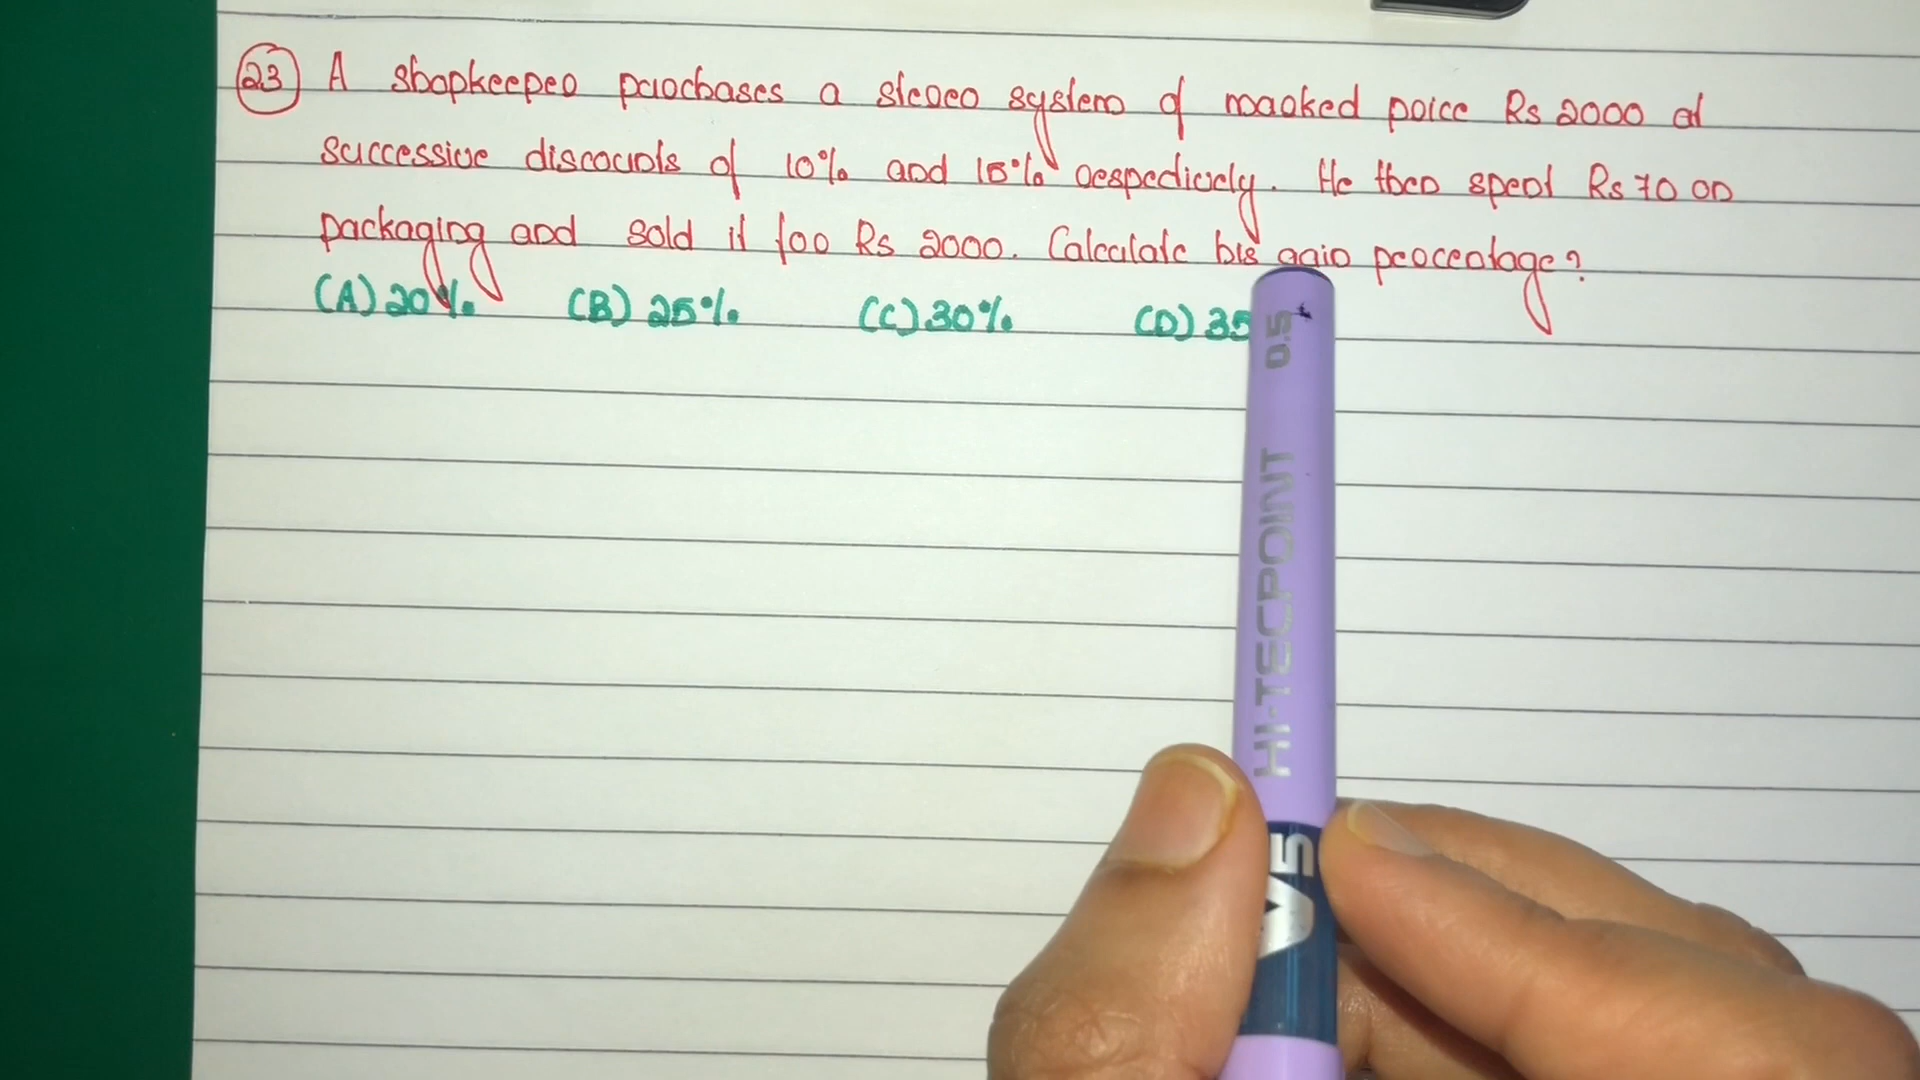 23 A shopkeeper purchases a stereo system of marked price Rs 2000 at
successive discounts of 10% and 15% respectively. He then spent Rs 70 on
packaging and sold it for Rs 2000. Calculate his gain percentage?
(A) 20% (B) 25% (C) 30% (D) 35
HI-TECPOINT 0.5
V5